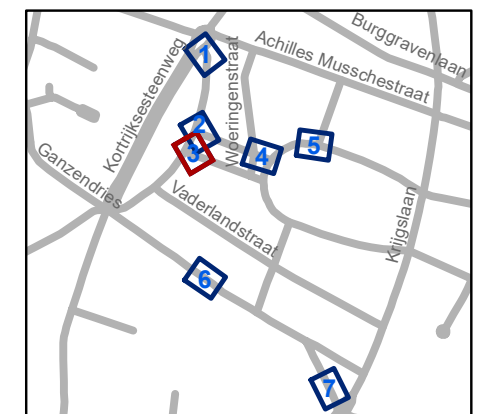 Burggravenlaan
Achilles Musschestraat
Kortrijksesteenweg
Woeringenstraat
1
2
3
4
5
Ganzendries
Vaderlandstraat
Krijgslaan
6
7